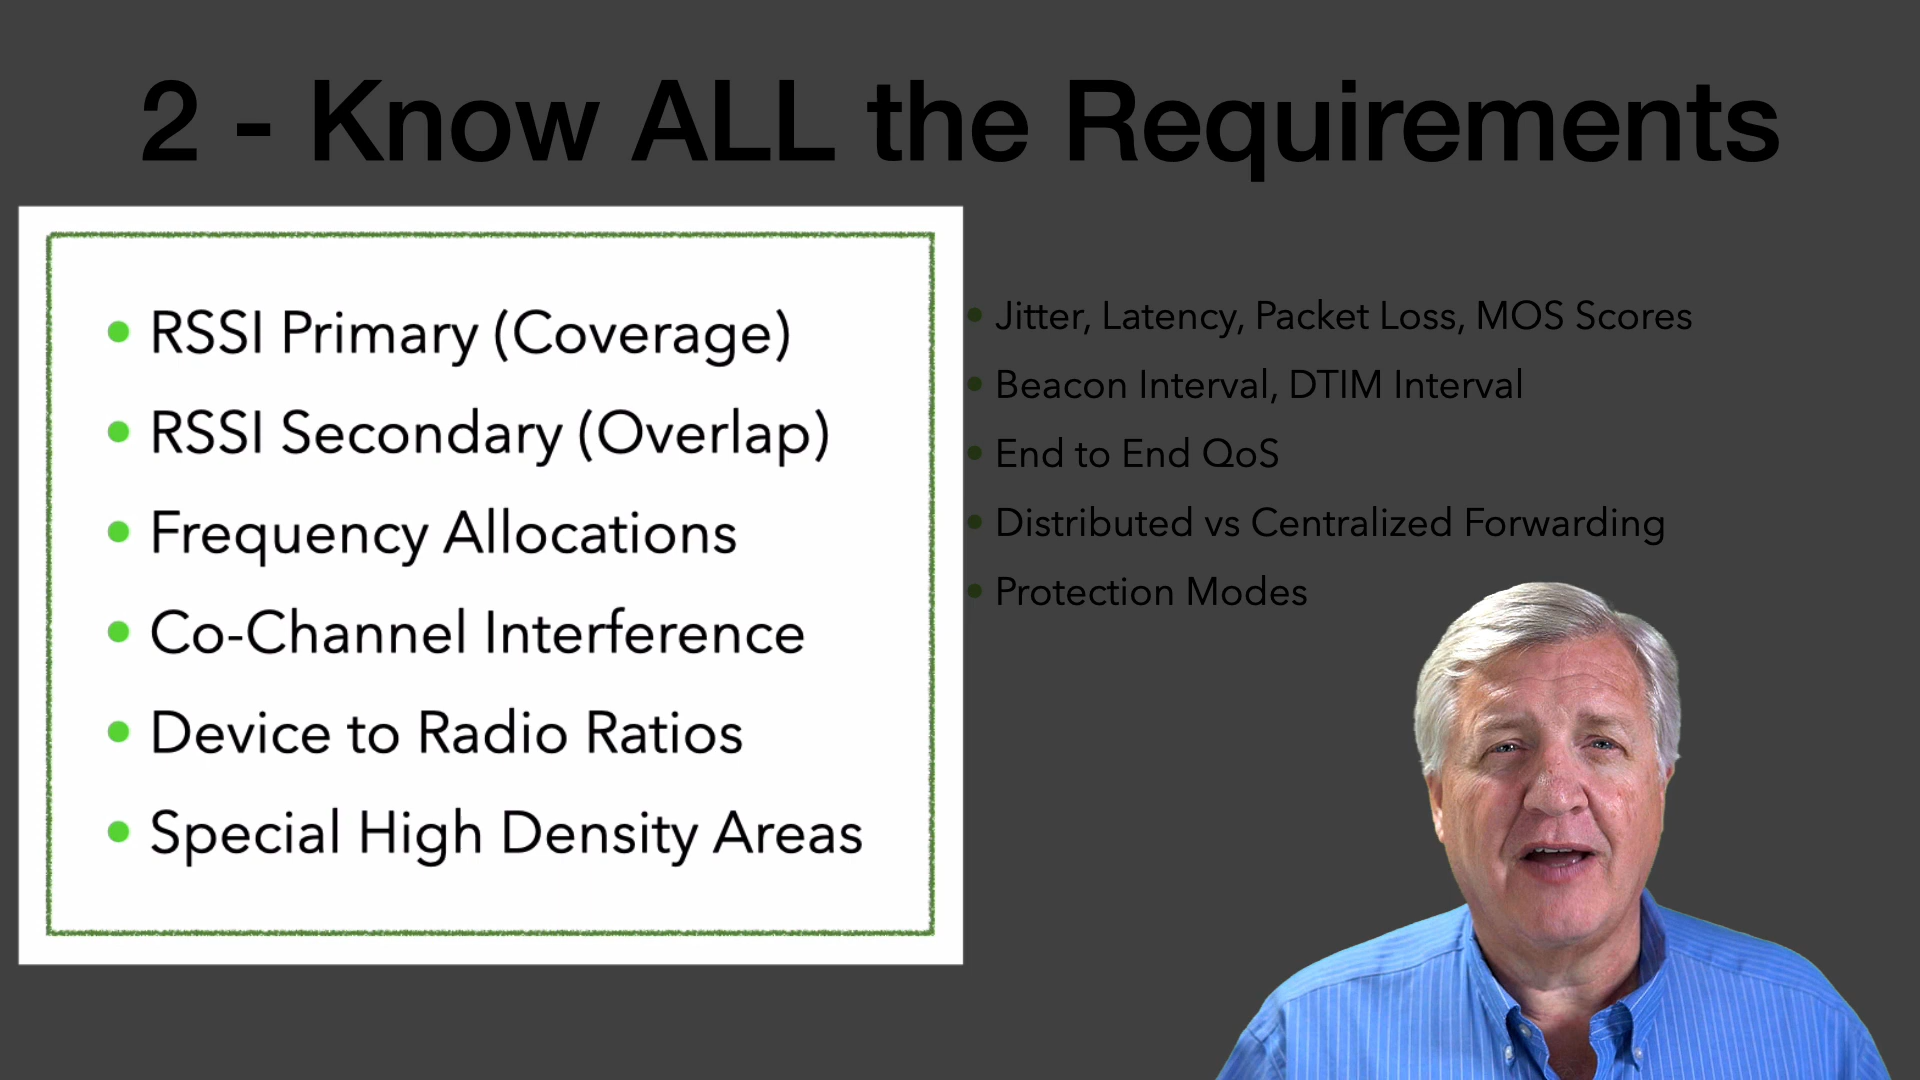 2 - Know ALL the Requirements
• RSSI Primary (Coverage)
• RSSI Secondary (Overlap)
• Frequency Allocations
• Co-Channel Interference
• Device to Radio Ratios
• Special High Density Areas
• Jitter, Latency, Packet Loss, MOS Scores
• Beacon Interval, DTIM Interval
• End to End QoS
• Distributed vs Centralized Forwarding
• Protection Modes